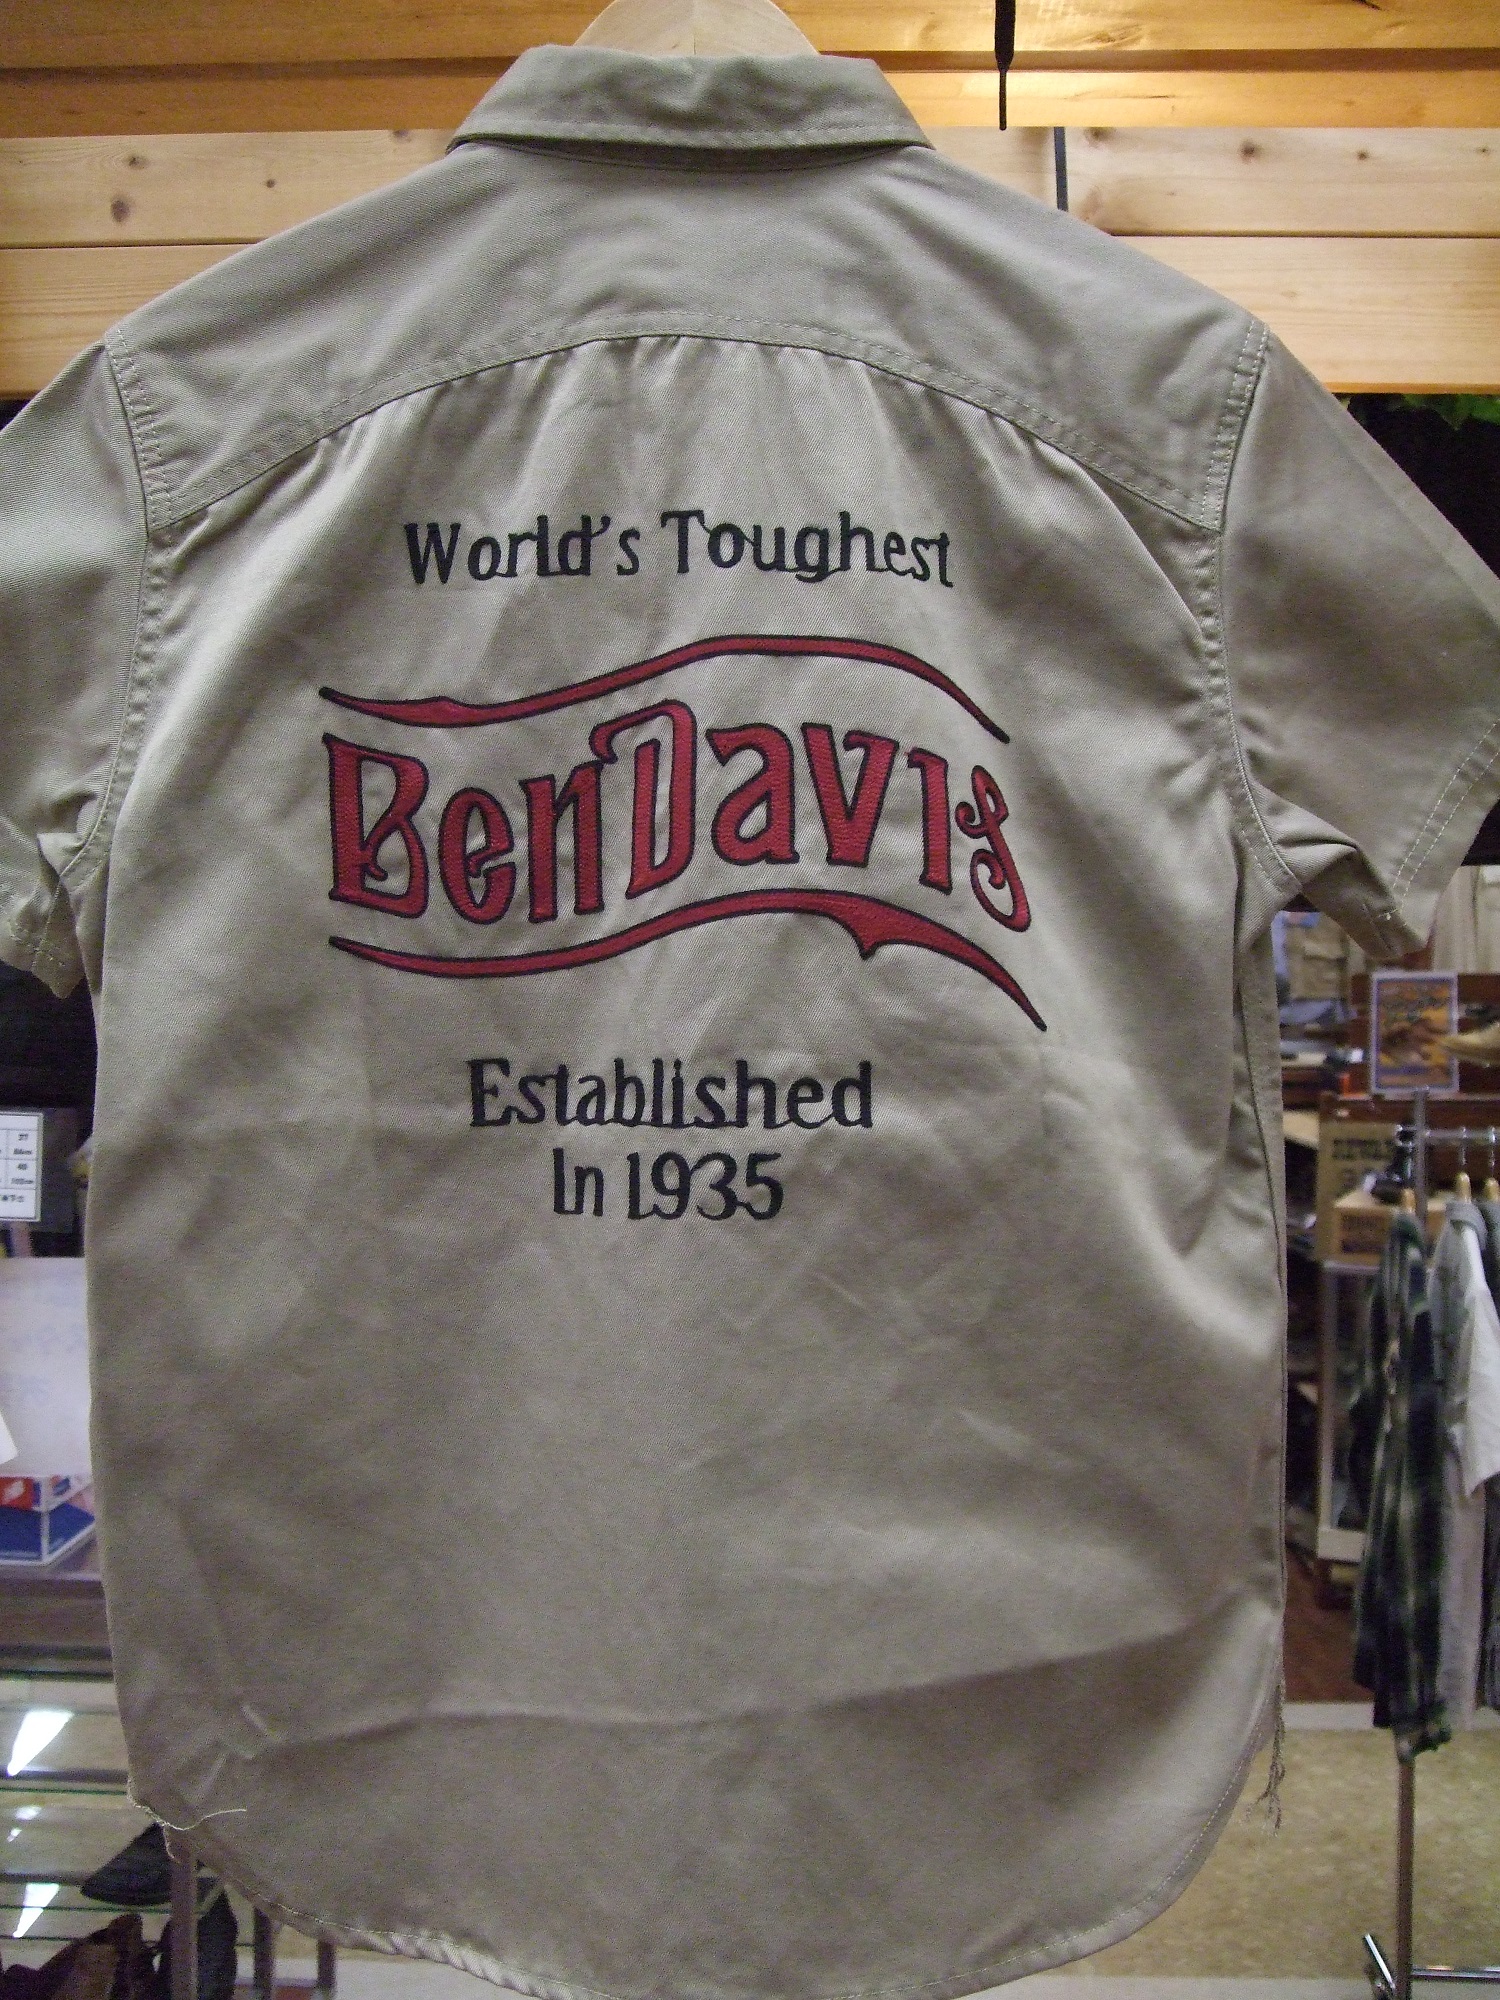 World's Toughest
BenDavis
Established
In 1935